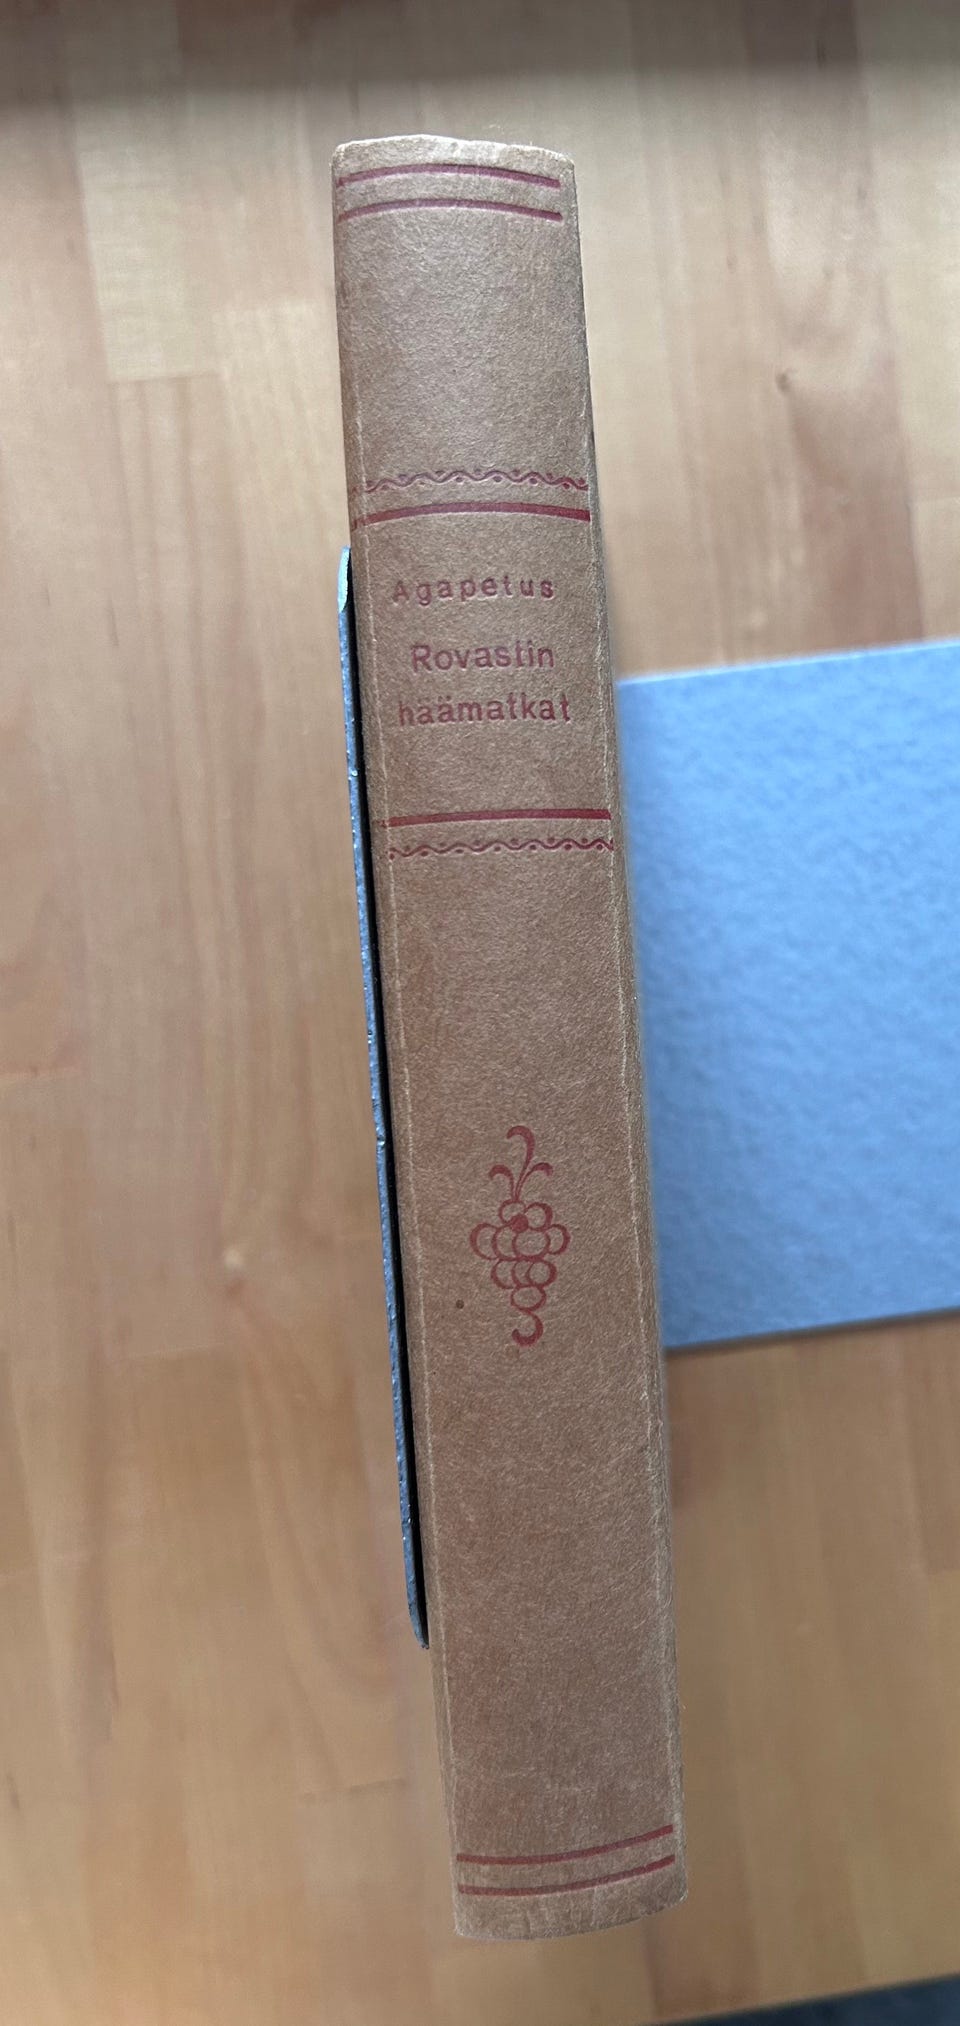 Agapetus
Rovastin
häämatkat